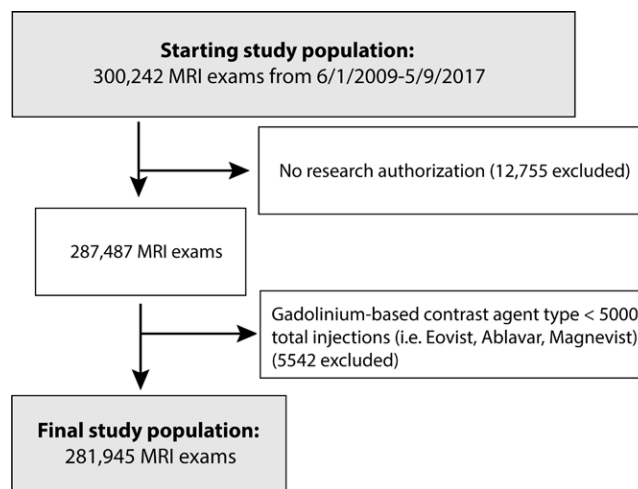 Starting study population:
300,242 MRI exams from 6/1/2009-5/9/2017
No research authorization (12,755 excluded)
287,487 MRI exams
Gadolinium-based contrast agent type < 5000
total injections (i.e. Eovist, Ablavar, Magnevist)
(5542 excluded)
Final study population:
281,945 MRI exams